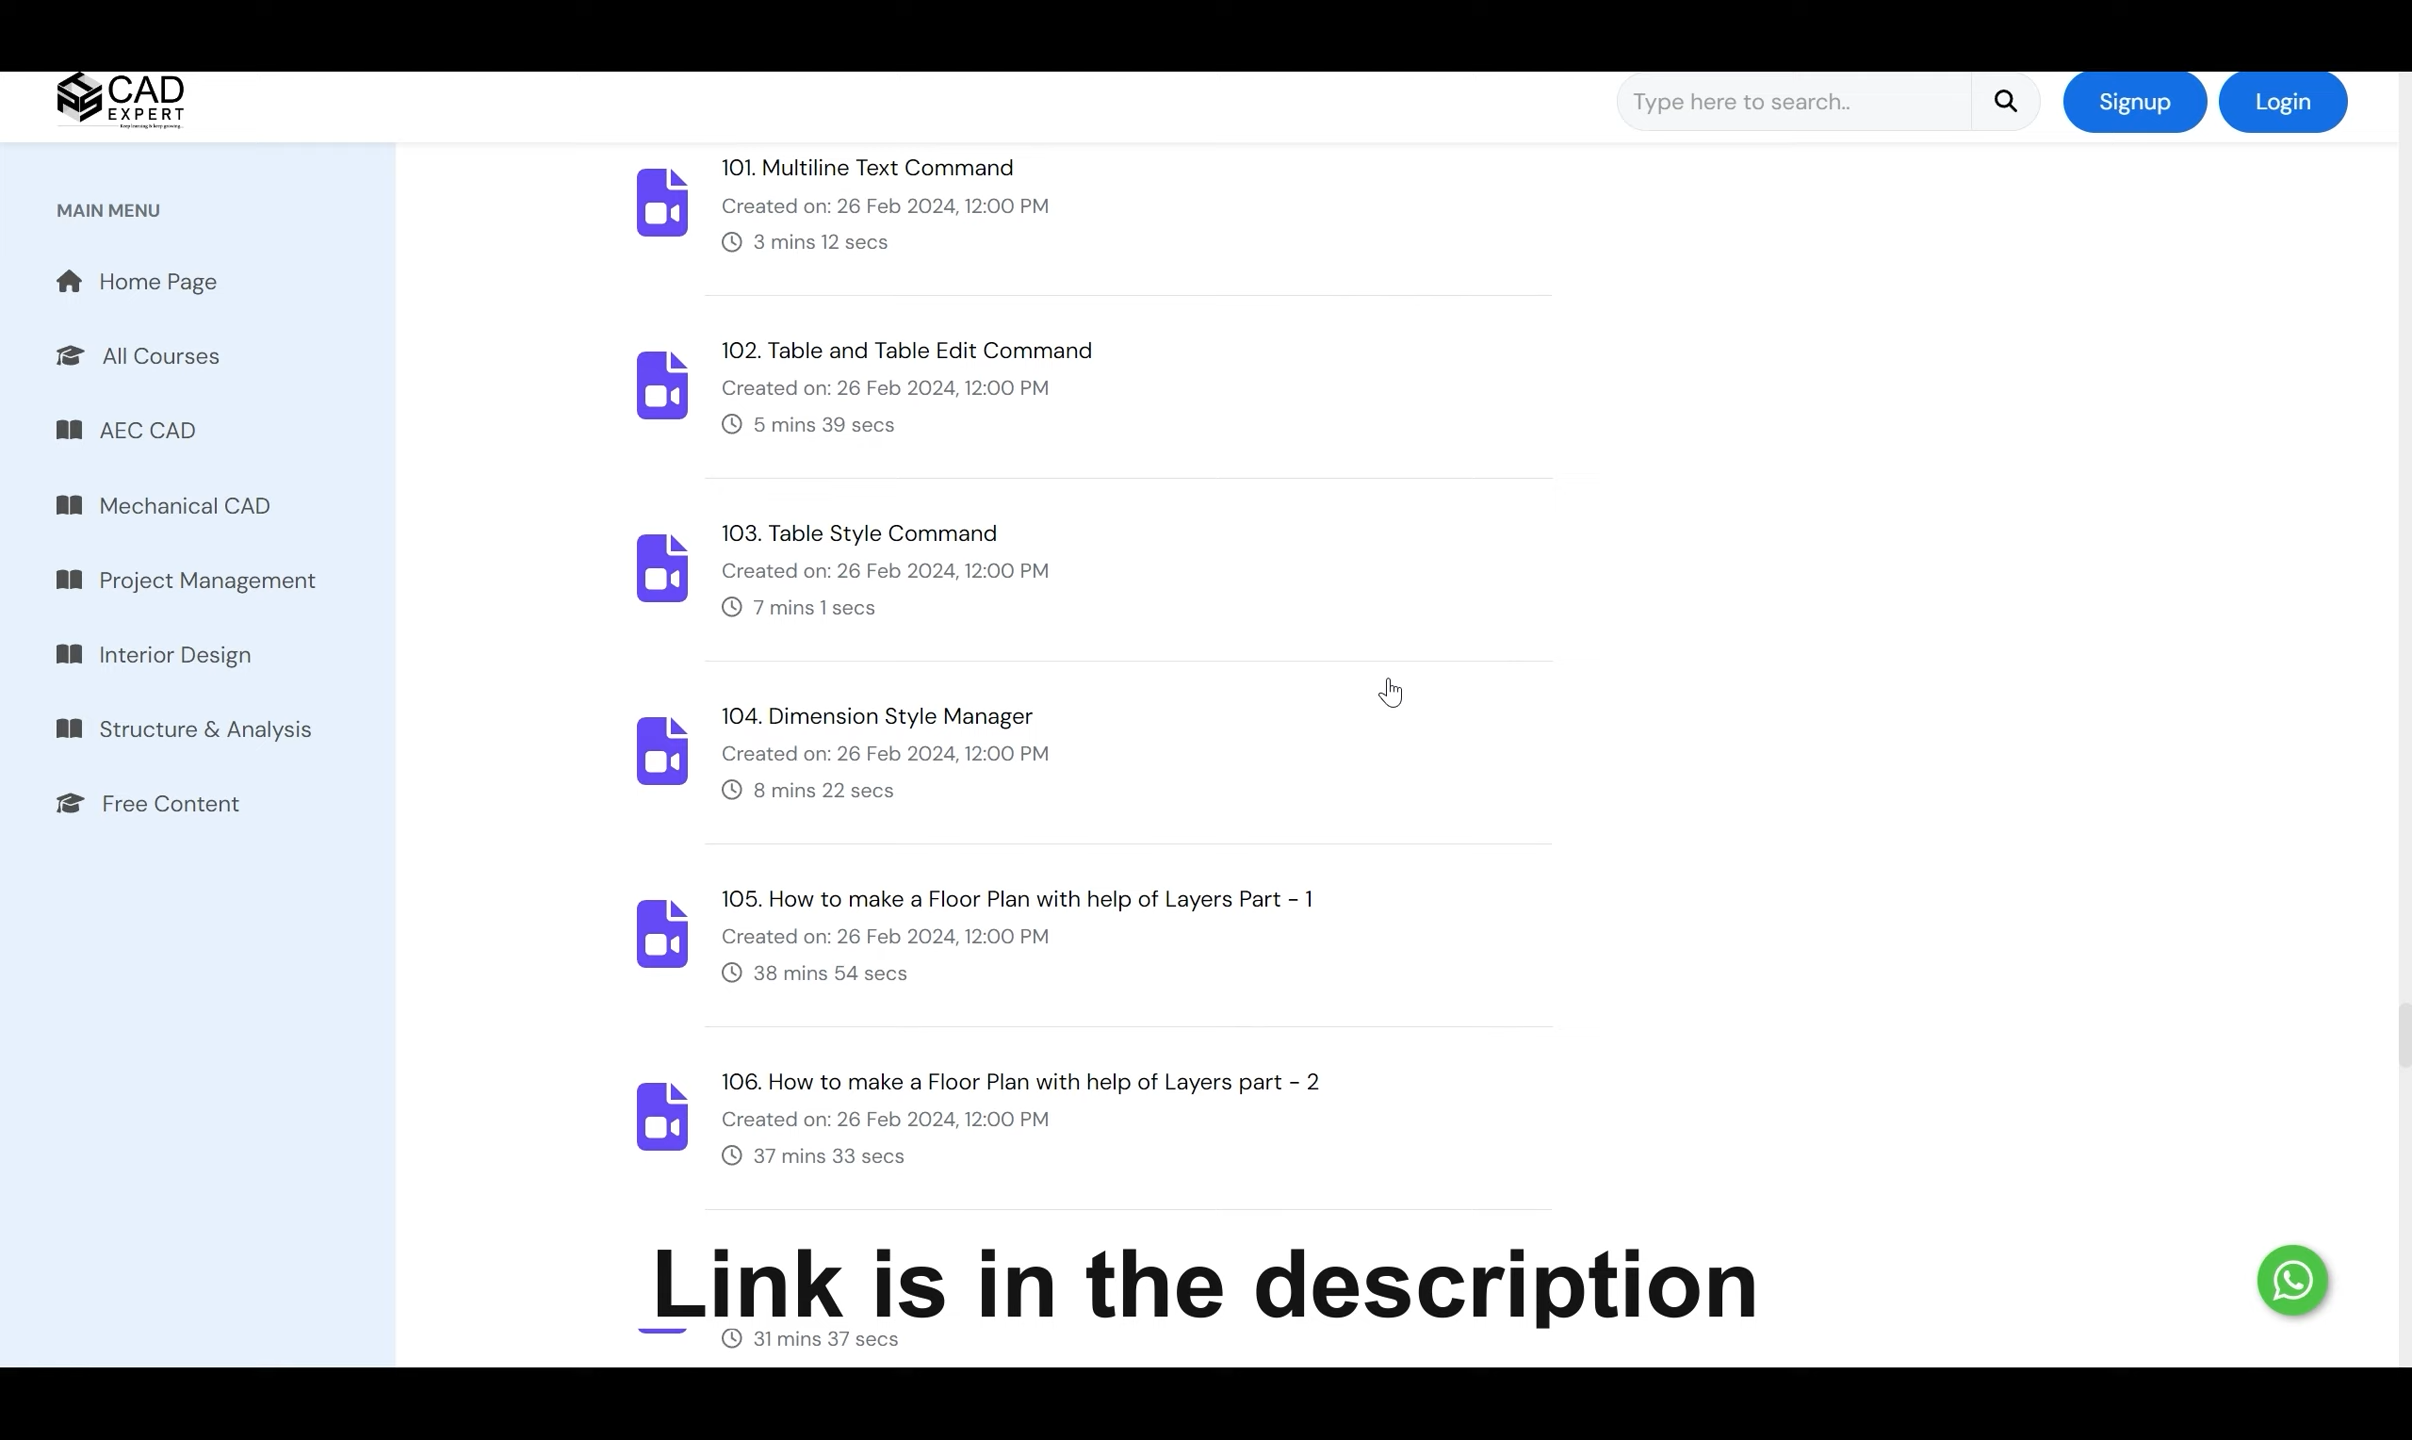 CAD
EXPERT
Type here to search..
Signup
Login
MAIN MENU
Home Page
All Courses
AEC CAD
Mechanical CAD
Project Management
Interior Design
Structure & Analysis
Free Content
101. Multiline Text Command
Created on: 26 Feb 2024, 12:00 PM
3 mins 12 secs
102. Table and Table Edit Command
Created on: 26 Feb 2024, 12:00 PM
5 mins 39 secs
103. Table Style Command
Created on: 26 Feb 2024, 12:00 PM
7 mins 1 secs
104. Dimension Style Manager
Created on: 26 Feb 2024, 12:00 PM
8 mins 22 secs
105. How to make a Floor Plan with help of Layers Part - 1
Created on: 26 Feb 2024, 12:00 PM
38 mins 54 secs
106. How to make a Floor Plan with help of Layers part - 2
Created on: 26 Feb 2024, 12:00 PM
37 mins 33 secs
Link is in the description
31 mins 37 secs